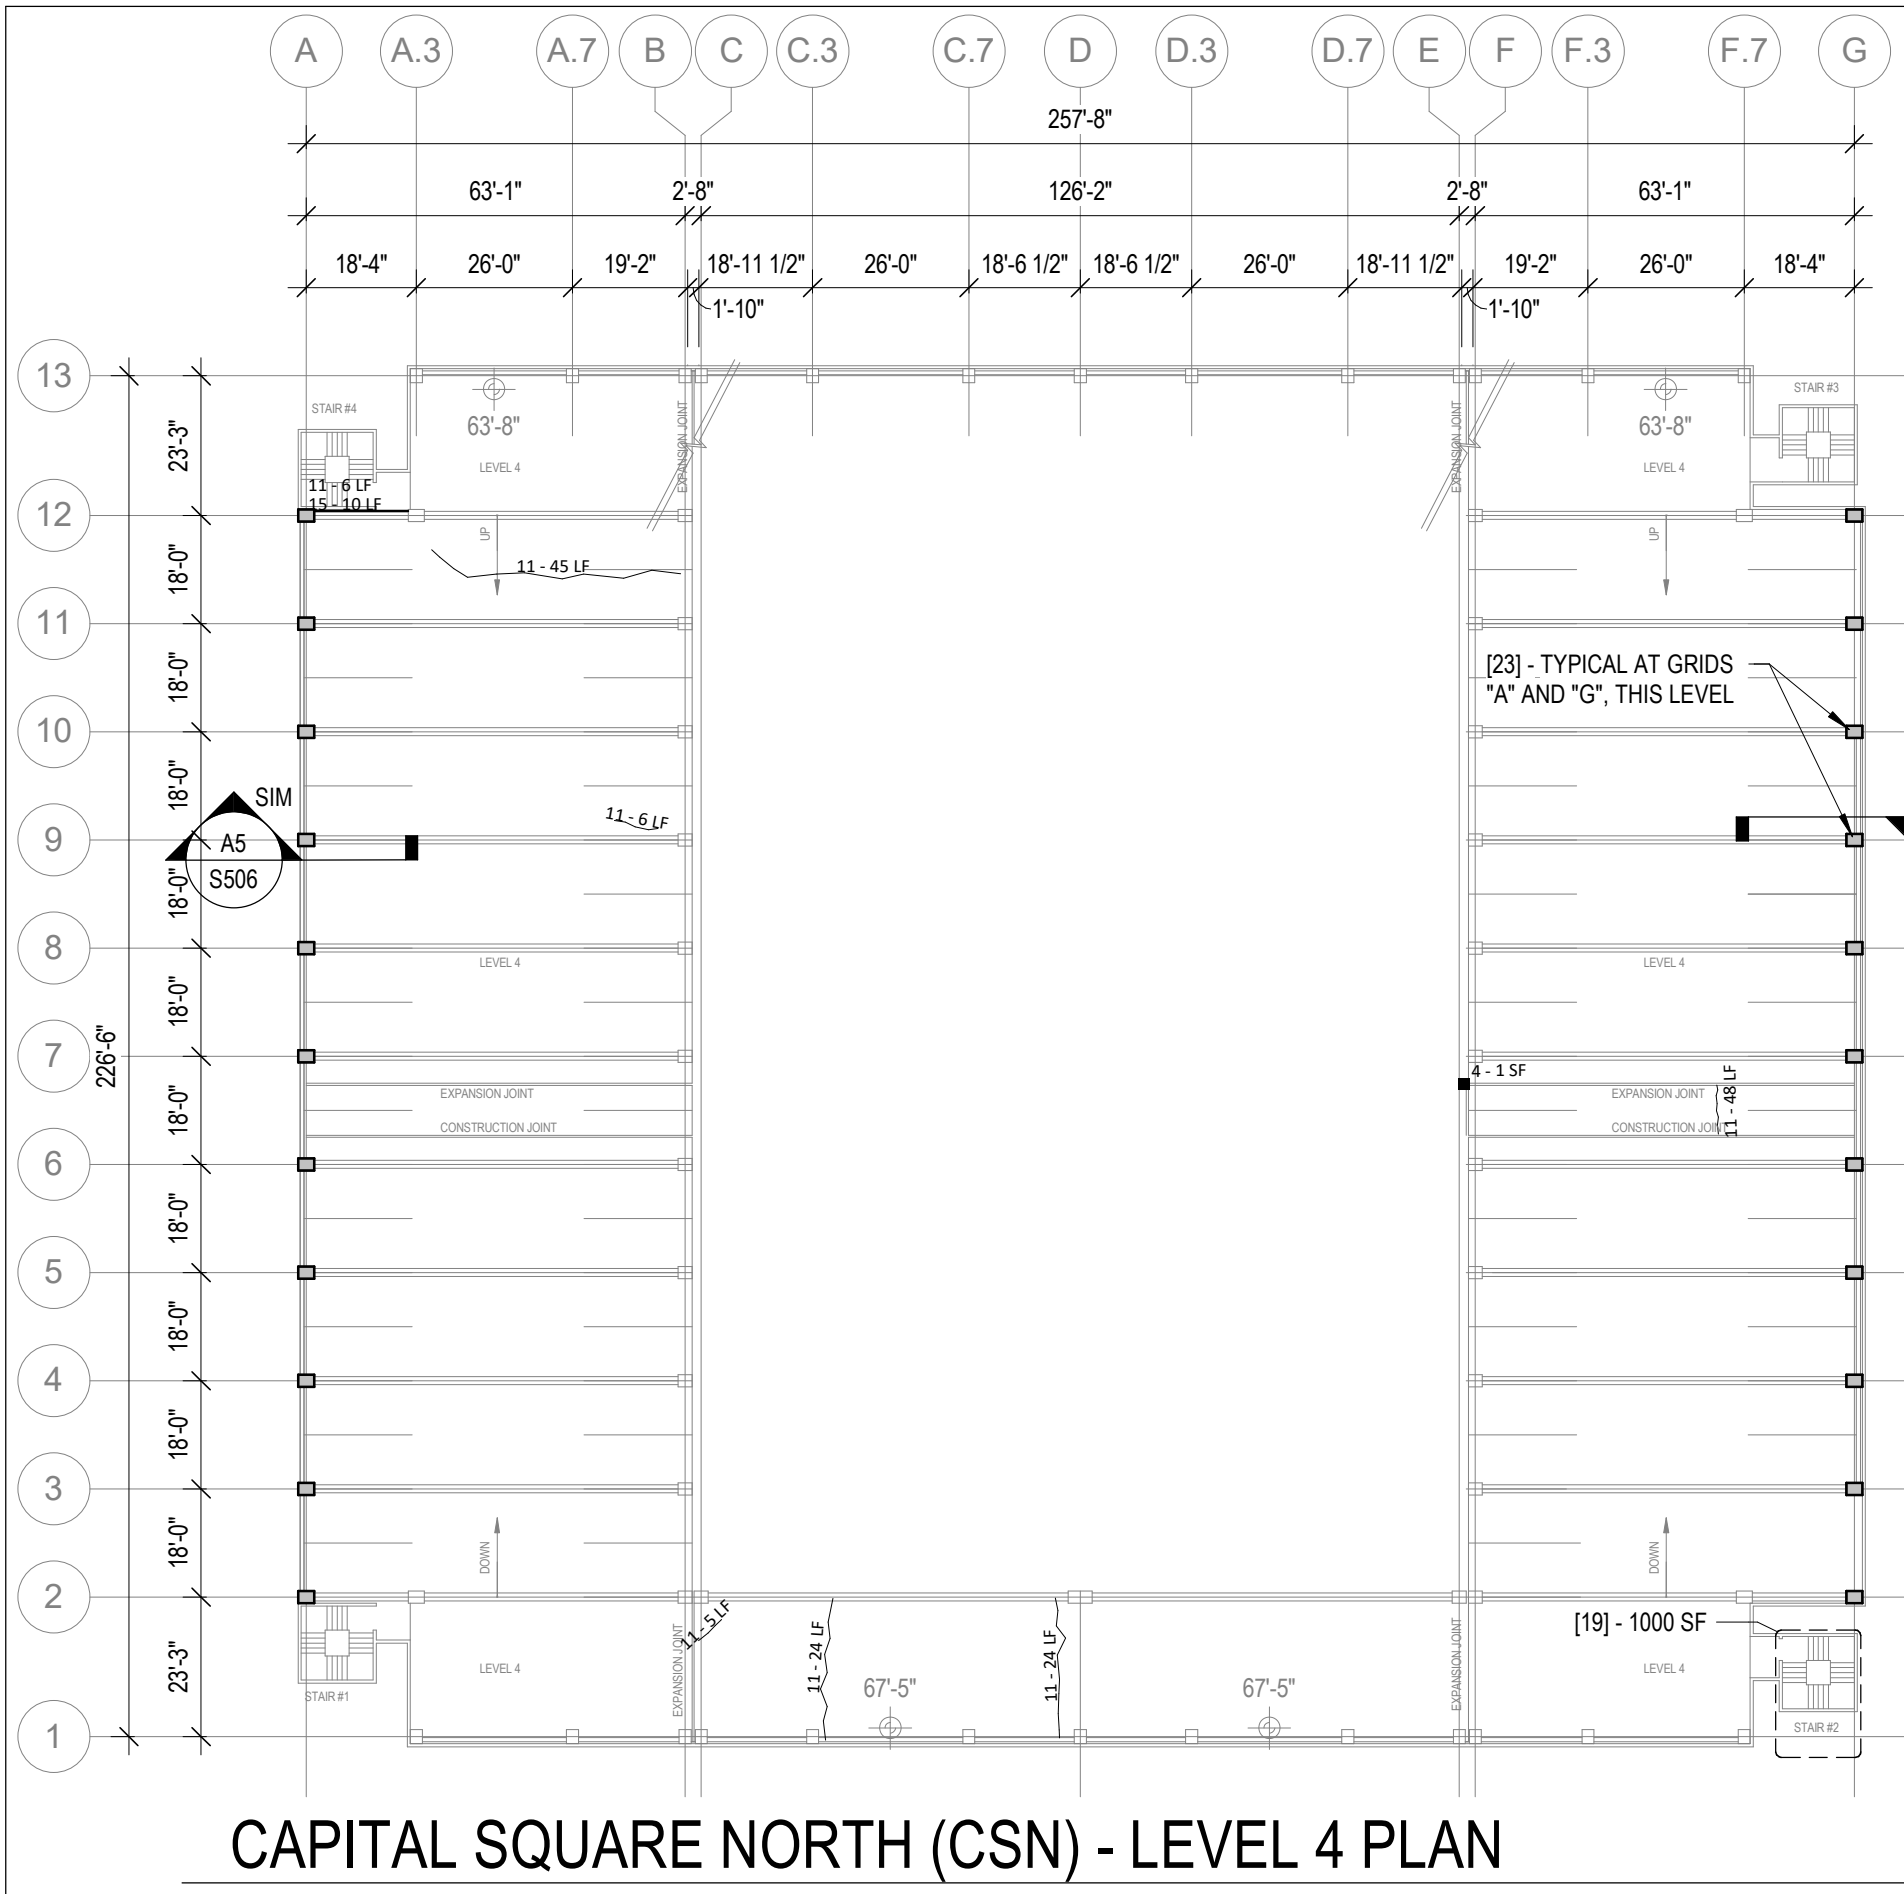 A A.3 A.7 B C C.3 C.7 D D.3 D.7 E F F.3 F.7 G
257'-8"
63'-1" 2'-8" 126'-2" 2'-8" 63'-1"
18'-4" 26'-0" 19'-2" 18'-11 1/2" 26'-0" 18'-6 1/2" 18'-6 1/2" 26'-0" 18'-11 1/2" 19'-2" 26'-0" 18'-4"
1'-10" 1'-10"
13
STAIR #4
STAIR #3
63'-8"
63'-8"
23'-3"
EXPANSION JOINT
EXPANSION JOINT
LEVEL 4
LEVEL 4
11 - 6 LF
15 - 10 LF
12
UP
UP
18'-0"
11 - 45 LF
11
18'-0"
[23] - TYPICAL AT GRIDS
"A" AND "G", THIS LEVEL
10
18'-0"
SIM
11 - 6 LF
9
A5
S506
18'-0"
8
LEVEL 4
LEVEL 4
18'-0"
7
226'-6"
4 - 1 SF
11 - 48 LF
EXPANSION JOINT
EXPANSION JOINT
18'-0"
CONSTRUCTION JOINT
CONSTRUCTION JOINT
6
18'-0"
5
18'-0"
4
18'-0"
3
18'-0"
DOWN
DOWN
2
11 - 5 LF
[19] - 1000 SF
23'-3"
EXPANSION JOINT
11 - 24 LF
11 - 24 LF
EXPANSION JOINT
LEVEL 4
LEVEL 4
STAIR #1
67'-5"
67'-5"
STAIR #2
1
CAPITAL SQUARE NORTH (CSN) - LEVEL 4 PLAN